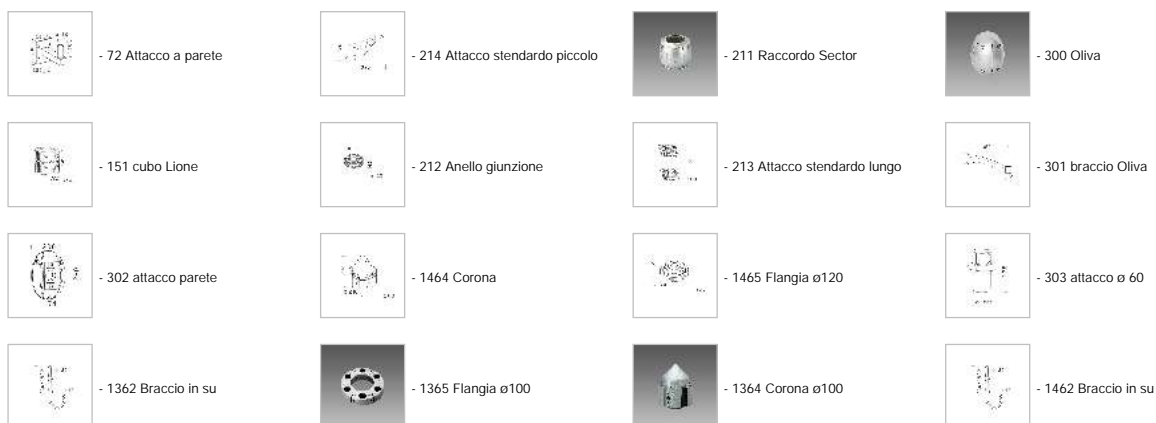 - 72 Attacco a parete
- 214 Attacco stendardo piccolo
- 211 Raccordo Sector
- 300 Oliva
- 151 cubo Lione
- 212 Anello giunzione
- 213 Attacco stendardo lungo
- 301 braccio Oliva
- 302 attacco parete
- 1464 Corona
- 1465 Flangia ø120
- 303 attacco ø 60
- 1362 Braccio in su
- 1365 Flangia ø100
- 1364 Corona ø100
- 1462 Braccio in su